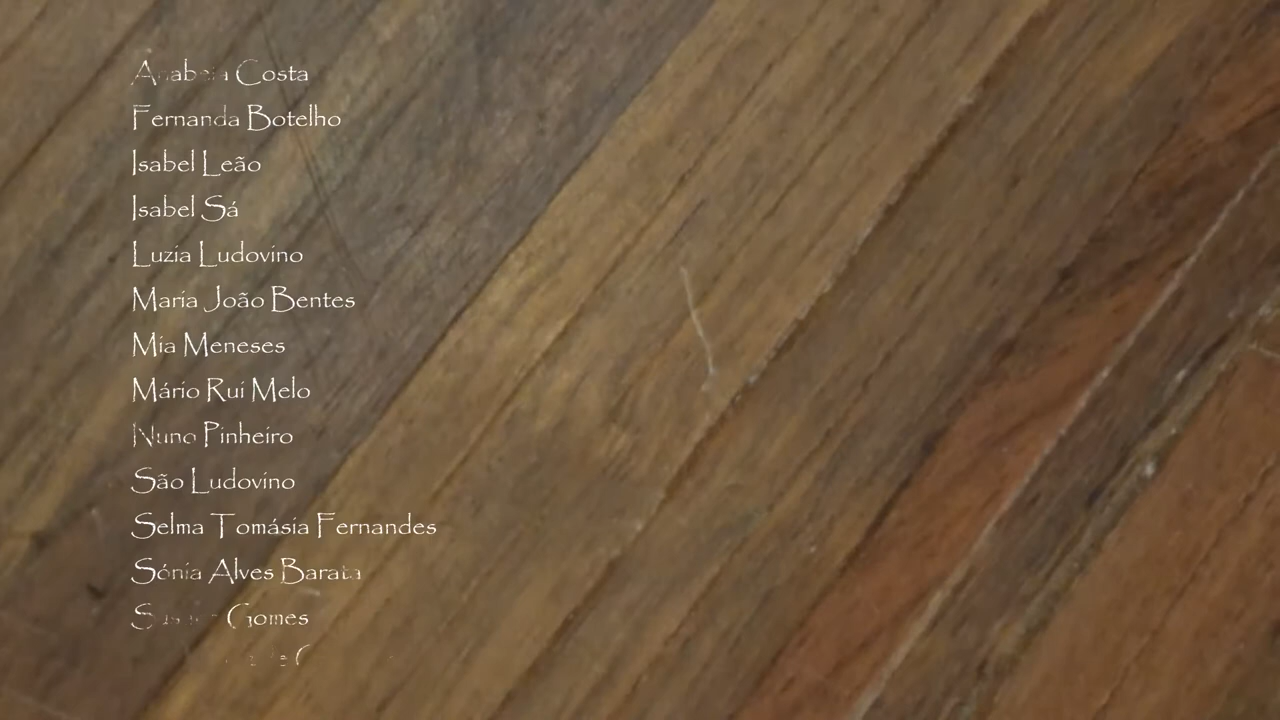 Costa
Fernanda Botelho
Isabel Leão
Isabel Sá
Luzia Ludovino
Maria João Bentes
Mia Meneses
Mário Rui Melo
Nuno Pinheiro
São Ludovino
Selma Tomásia Fernandes
Sónia Alves Barata
Gomes